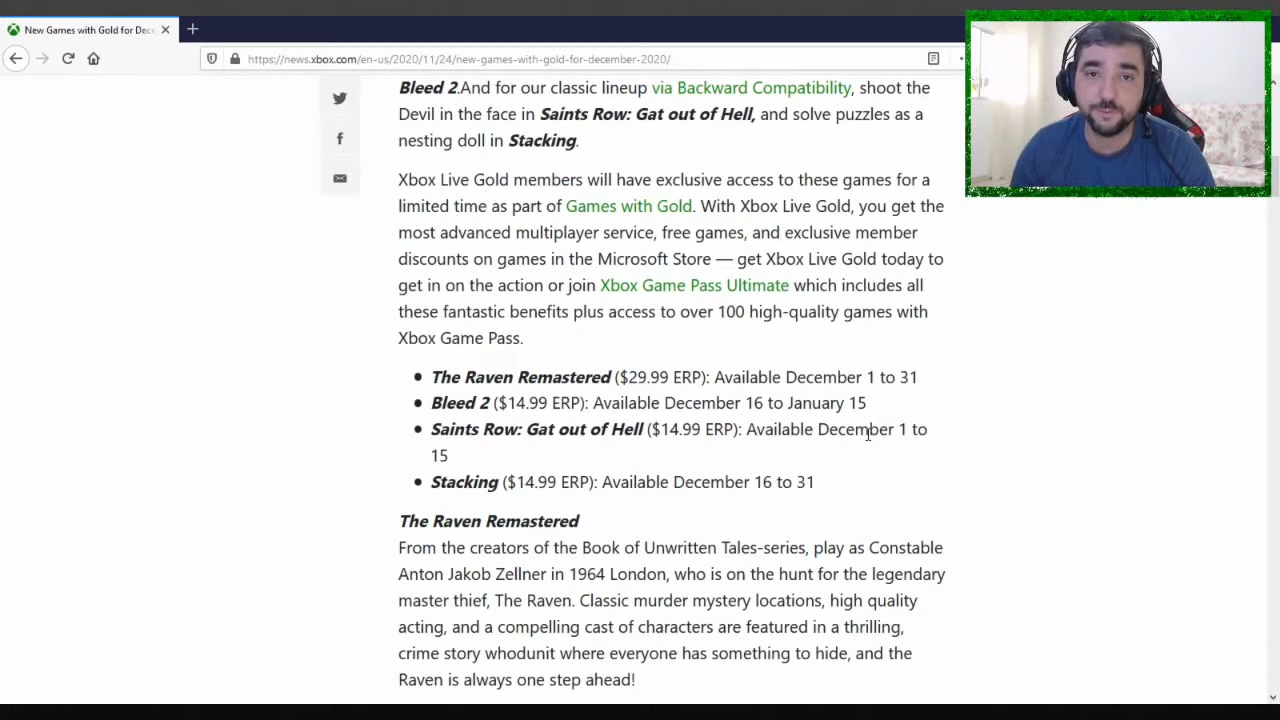 New Games with Gold for Dece
https://news.xbox.com/en-us/2020/11/24/new-games-with-gold-for-december-2020/
Bleed 2.And for our classic lineup via Backward Compatibility, shoot the
Devil in the face in Saints Row: Gat out of Hell, and solve puzzles as a
nesting doll in Stacking.
Xbox Live Gold members will have exclusive access to these games for a
limited time as part of Games with Gold. With Xbox Live Gold, you get the
most advanced multiplayer service, free games, and exclusive member
discounts on games in the Microsoft Store — get Xbox Live Gold today to
get in on the action or join Xbox Game Pass Ultimate which includes all
these fantastic benefits plus access to over 100 high-quality games with
Xbox Game Pass.
• The Raven Remastered ($29.99 ERP): Available December 1 to 31
• Bleed 2 ($14.99 ERP): Available December 16 to January 15
• Saints Row: Gat out of Hell ($14.99 ERP): Available December 1 to
15
• Stacking ($14.99 ERP): Available December 16 to 31
The Raven Remastered
From the creators of the Book of Unwritten Tales-series, play as Constable
Anton Jakob Zellner in 1964 London, who is on the hunt for the legendary
master thief, The Raven. Classic murder mystery locations, high quality
acting, and a compelling cast of characters are featured in a thrilling,
crime story whodunit where everyone has something to hide, and the
Raven is always one step ahead!